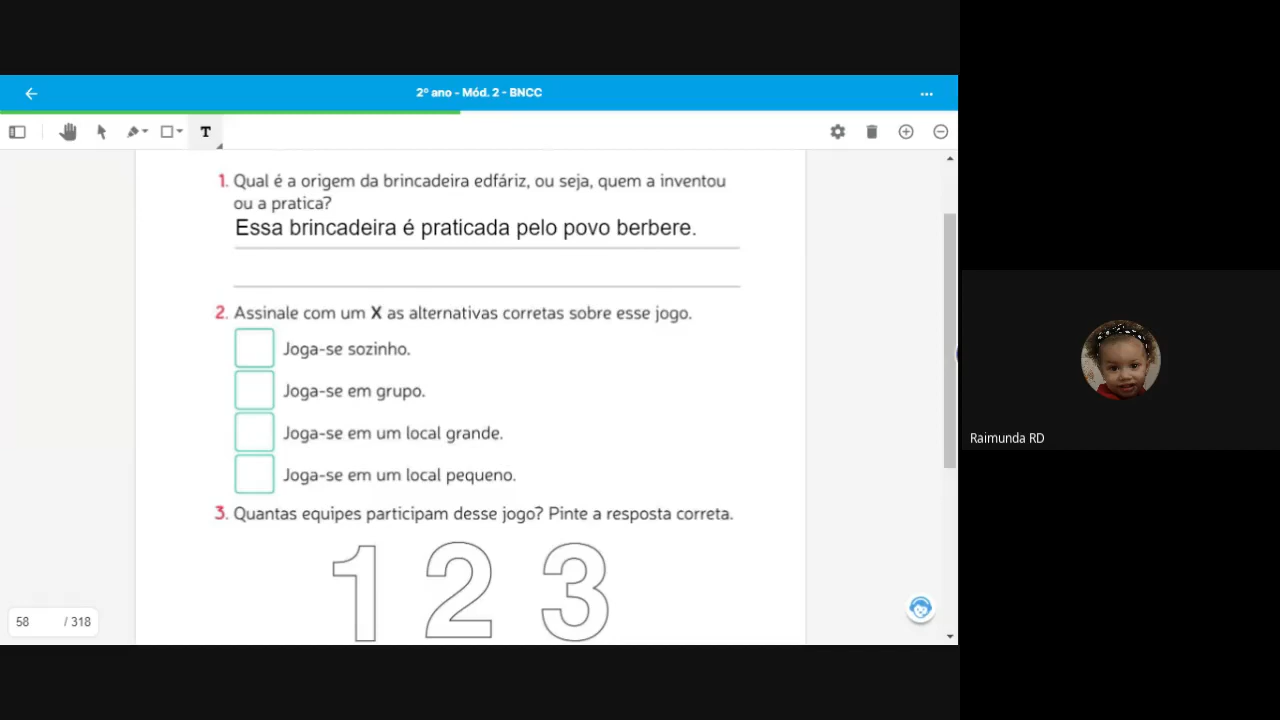 2º ano - Mód. 2 - BNCC
T
1. Qual é a origem da brincadeira edfáriz, ou seja, quem a inventou
ou a pratica?
Essa brincadeira é praticada pelo povo berbere.
2. Assinale com um X as alternativas corretas sobre esse jogo.
Joga-se sozinho.
Joga-se em grupo.
Joga-se em um local grande.
Joga-se em um local pequeno.
3. Quantas equipes participam desse jogo? Pinte a resposta correta.
1 2 3
58 / 318
Raimunda RD